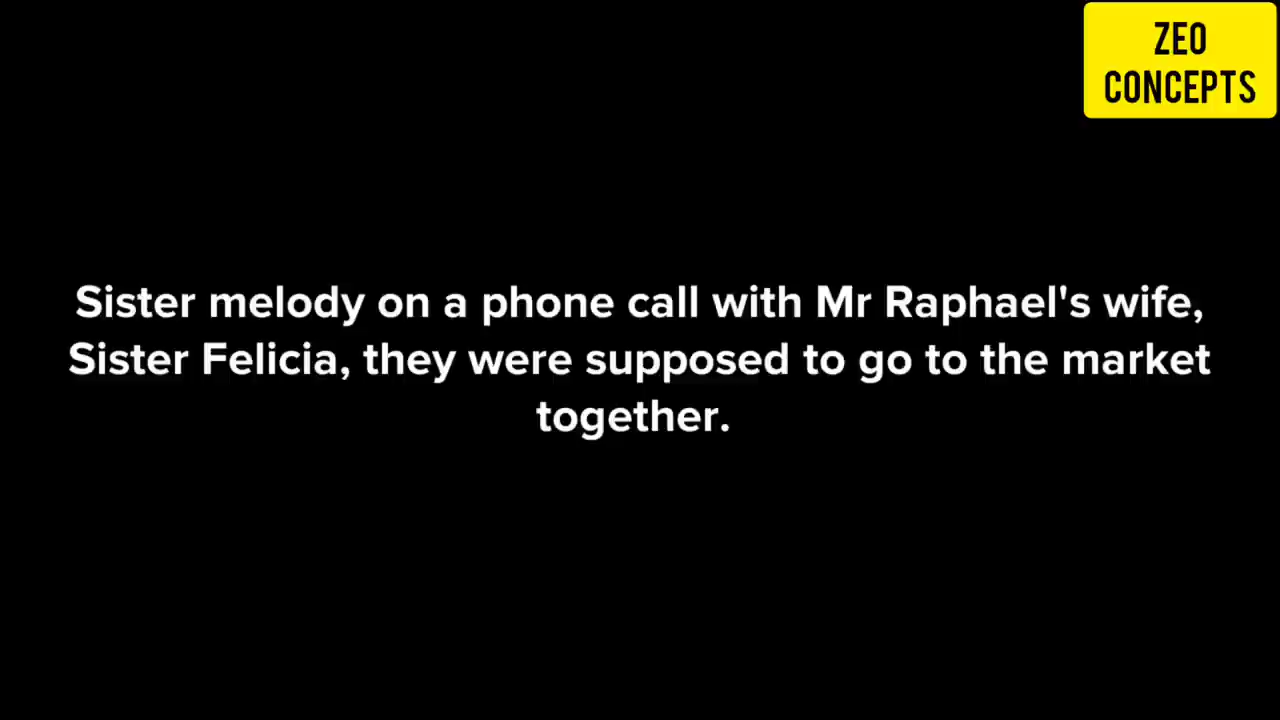 ZEO
CONCEPTS
Sister melody on a phone call with Mr Raphael's wife,
Sister Felicia, they were supposed to go to the market
together.